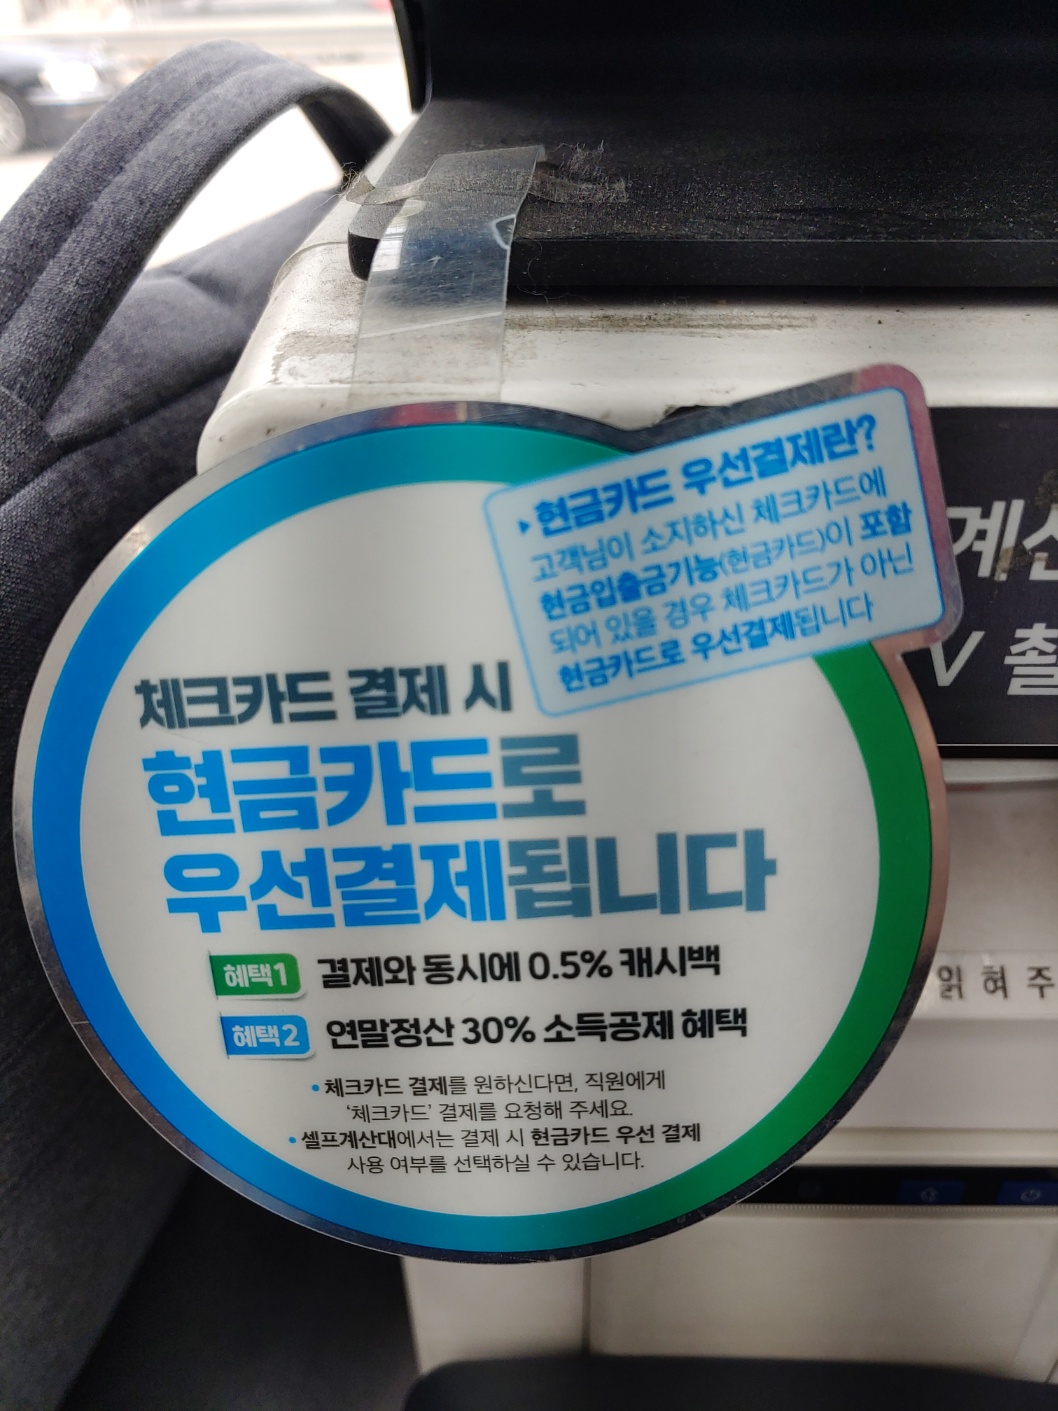 ▸현금카드 우선결제란?
고객님이 소지하신 체크카드에
현금입출금기능(현금카드)이 포함
되어 있을 경우 체크카드가 아닌
현금카드로 우선결제됩니다
체크카드 결제 시
현금카드로
우선결제됩니다
혜택1 결제와 동시에 0.5% 캐시백
혜택2 연말정산 30% 소득공제 혜택
• 체크카드 결제를 원하신다면, 직원에게
‘체크카드’ 결제를 요청해 주세요.
• 셀프계산대에서는 결제 시 현금카드 우선 결제
사용 여부를 선택하실 수 있습니다.
계산
V 촬
읽혀주